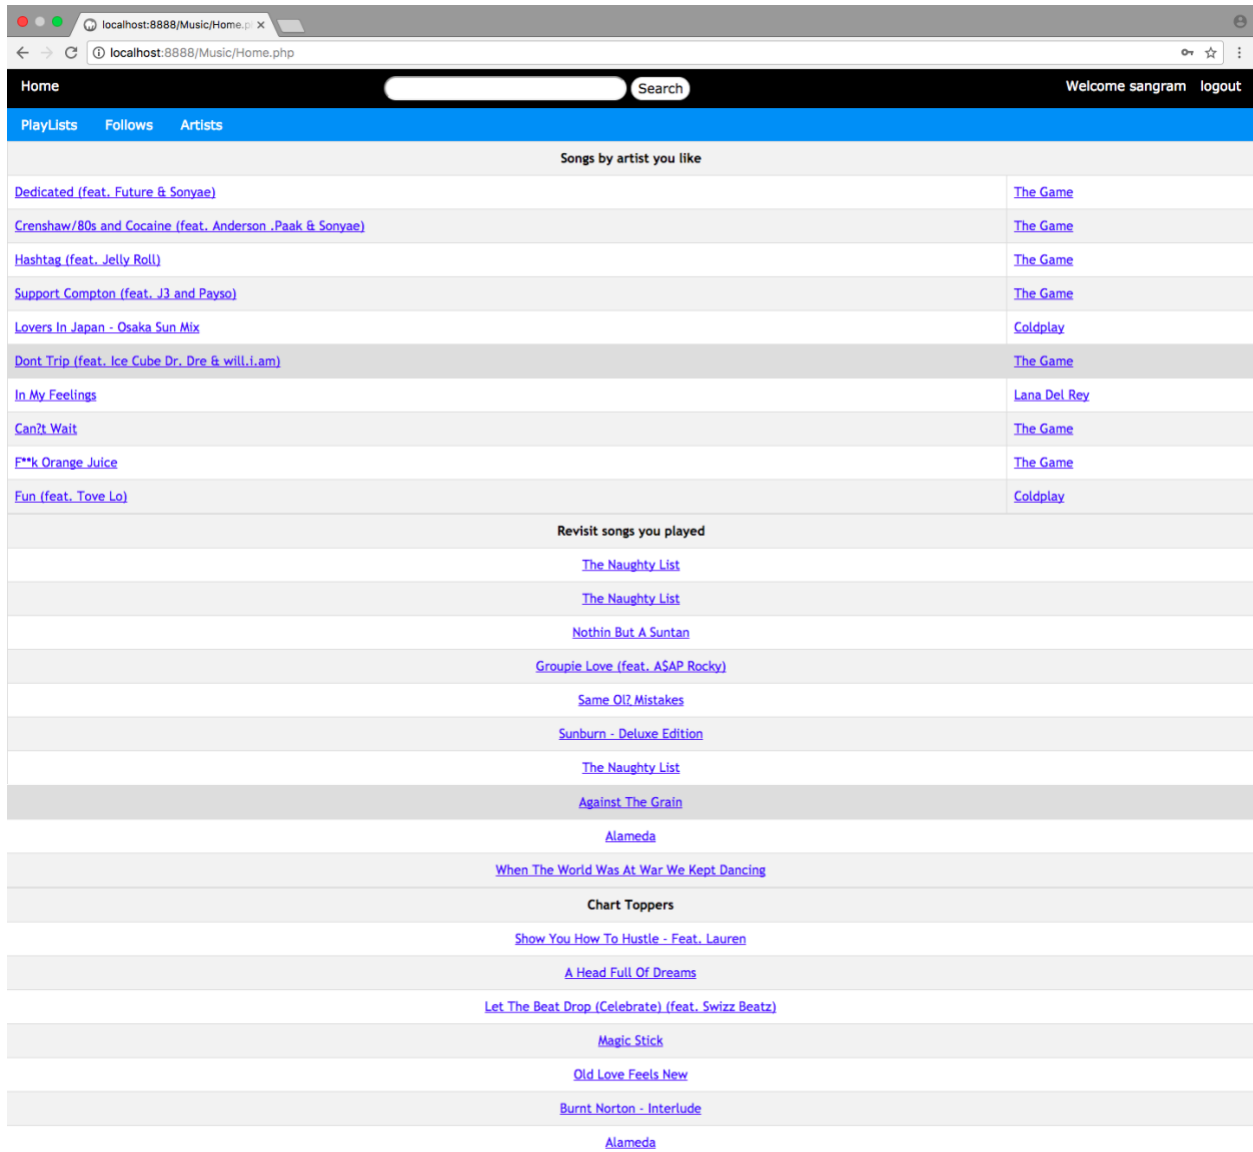 localhost:8888/Music/Home.p
localhost:8888/Music/Home.php
Home Search Welcome sangram logout
PlayLists Follows Artists
Songs by artist you like
Dedicated (feat. Future & Sonyae) The Game
Crenshaw/80s and Cocaine (feat. Anderson .Paak & Sonyae) The Game
Hashtag (feat. Jelly Roll) The Game
Support Compton (feat. J3 and Payso) The Game
Lovers In Japan - Osaka Sun Mix Coldplay
Dont Trip (feat. Ice Cube Dr. Dre & will.i.am) The Game
In My Feelings Lana Del Rey
Can?t Wait The Game
F**k Orange Juice The Game
Fun (feat. Tove Lo) Coldplay
Revisit songs you played
The Naughty List
The Naughty List
Nothin But A Suntan
Groupie Love (feat. A$AP Rocky)
Same Ol? Mistakes
Sunburn - Deluxe Edition
The Naughty List
Against The Grain
Alameda
When The World Was At War We Kept Dancing
Chart Toppers
Show You How To Hustle - Feat. Lauren
A Head Full Of Dreams
Let The Beat Drop (Celebrate) (feat. Swizz Beatz)
Magic Stick
Old Love Feels New
Burnt Norton - Interlude
Alameda